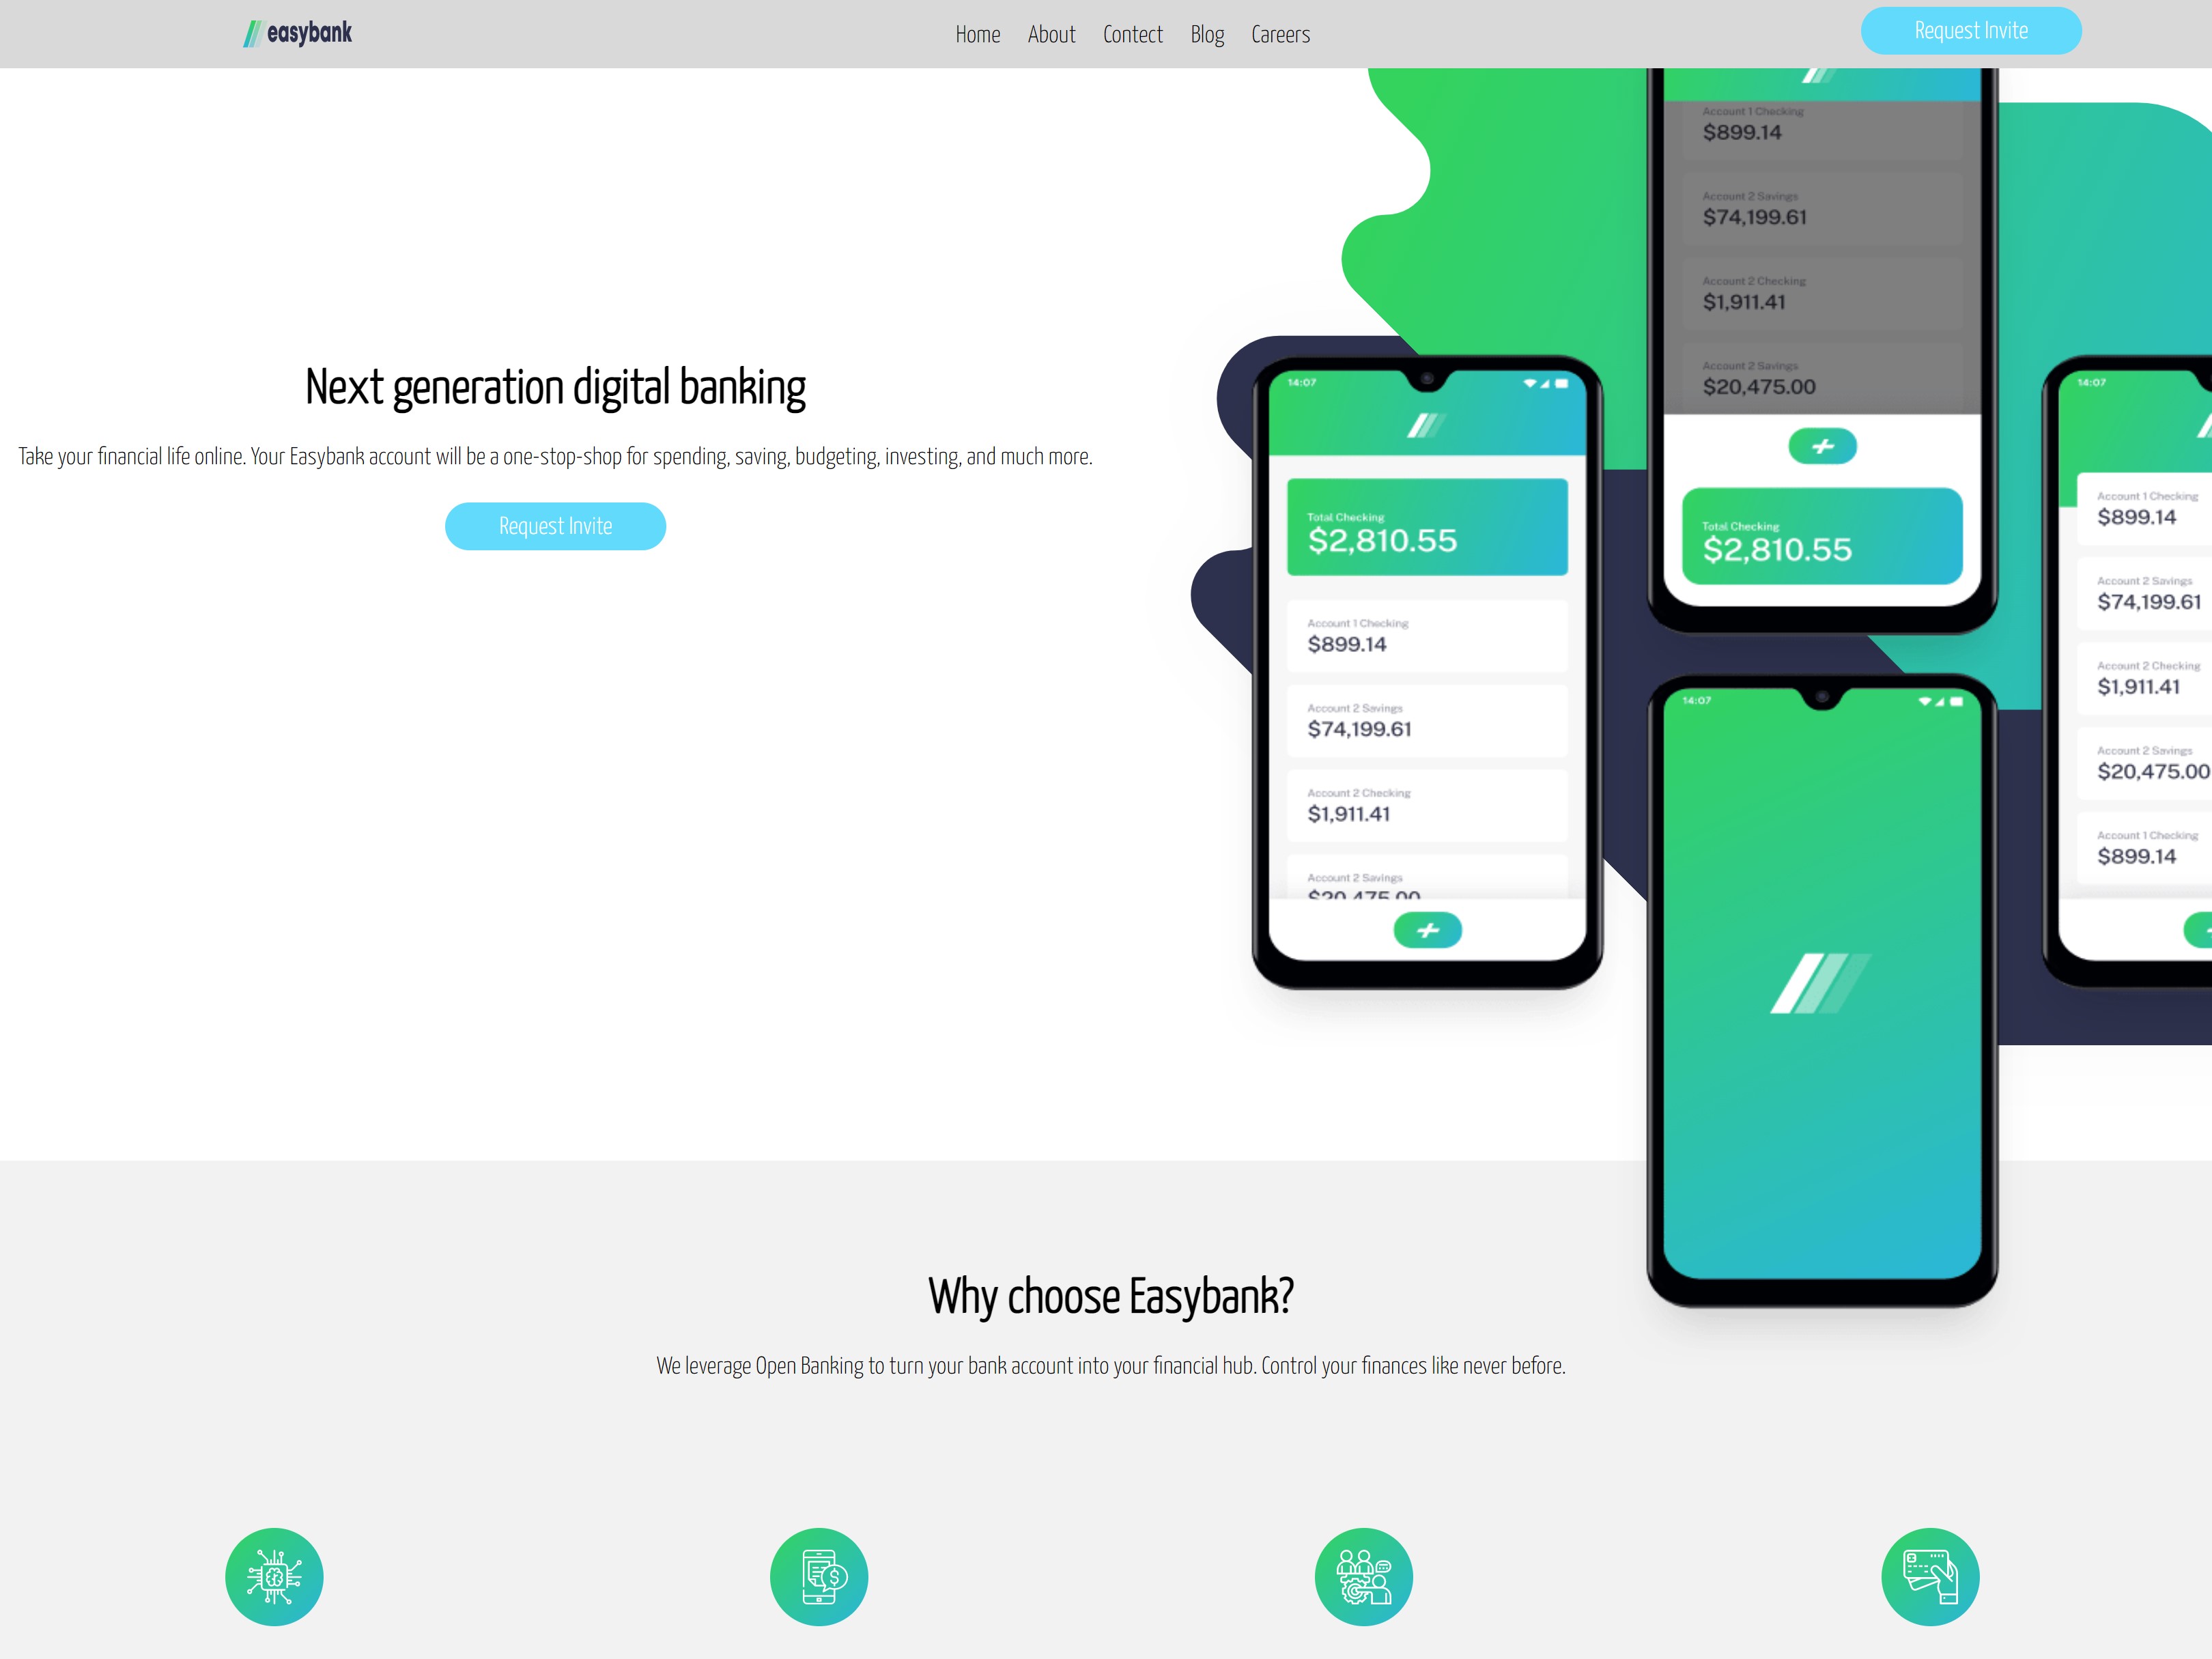 easybank
Home About Contect Blog Careers
Request Invite
Next generation digital banking
Take your financial life online. Your Easybank account will be a one-stop-shop for spending, saving, budgeting, investing, and much more.
Request Invite
14:07
Total Checking
$2,810.55
Account 1 Checking
$899.14
Account 2 Savings
$74,199.61
Account 2 Checking
$1,911.41
Account 2 Savings
$20,475.00
Account 1 Checking
$899.14
Account 2 Savings
$74,199.61
Account 2 Checking
$1,911.41
Account 2 Savings
$20,475.00
Total Checking
$2,810.55
14:07
14:07
Account 1 Checking
$899.14
Account 2 Savings
$74,199.61
Account 2 Checking
$1,911.41
Account 2 Savings
$20,475.00
Account 1 Checking
$899.14
Why choose Easybank?
We leverage Open Banking to turn your bank account into your financial hub. Control your finances like never before.